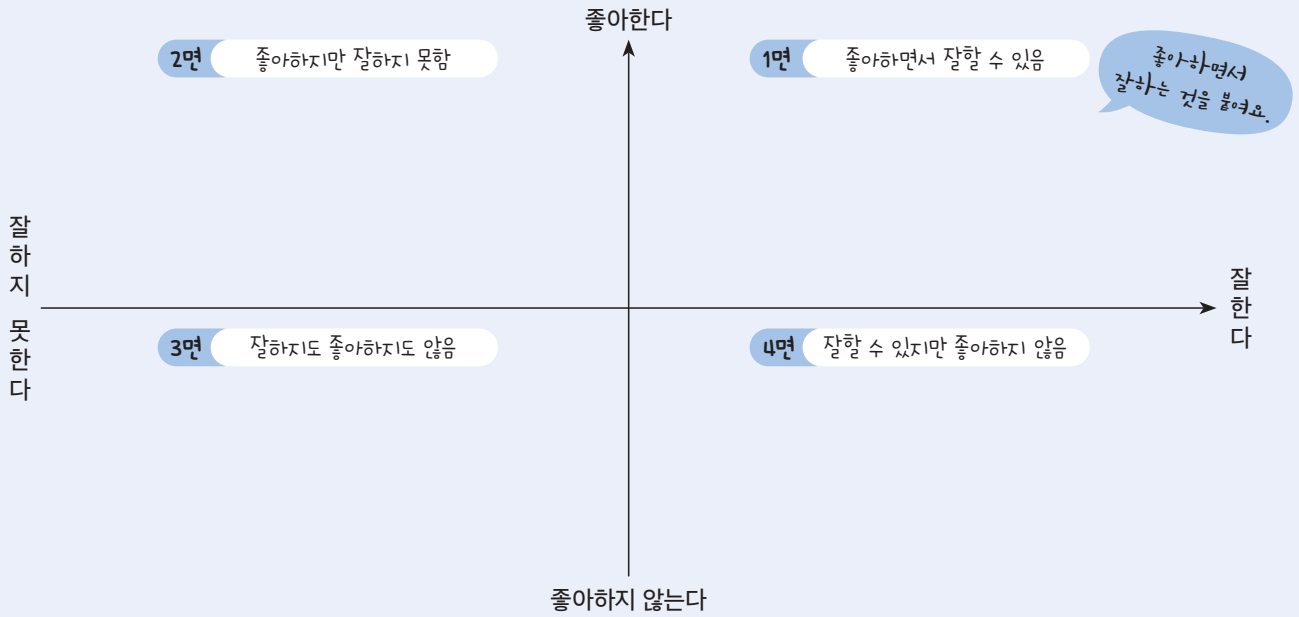 좋아한다
2면 좋아하지만 잘하지 못함
1면 좋아하면서 잘할 수 있음
좋아하면서
잘하는 것을 붙여요.
잘하지 못한다
잘한다
3면 잘하지도 좋아하지도 않음
4면 잘할 수 있지만 좋아하지 않음
좋아하지 않는다